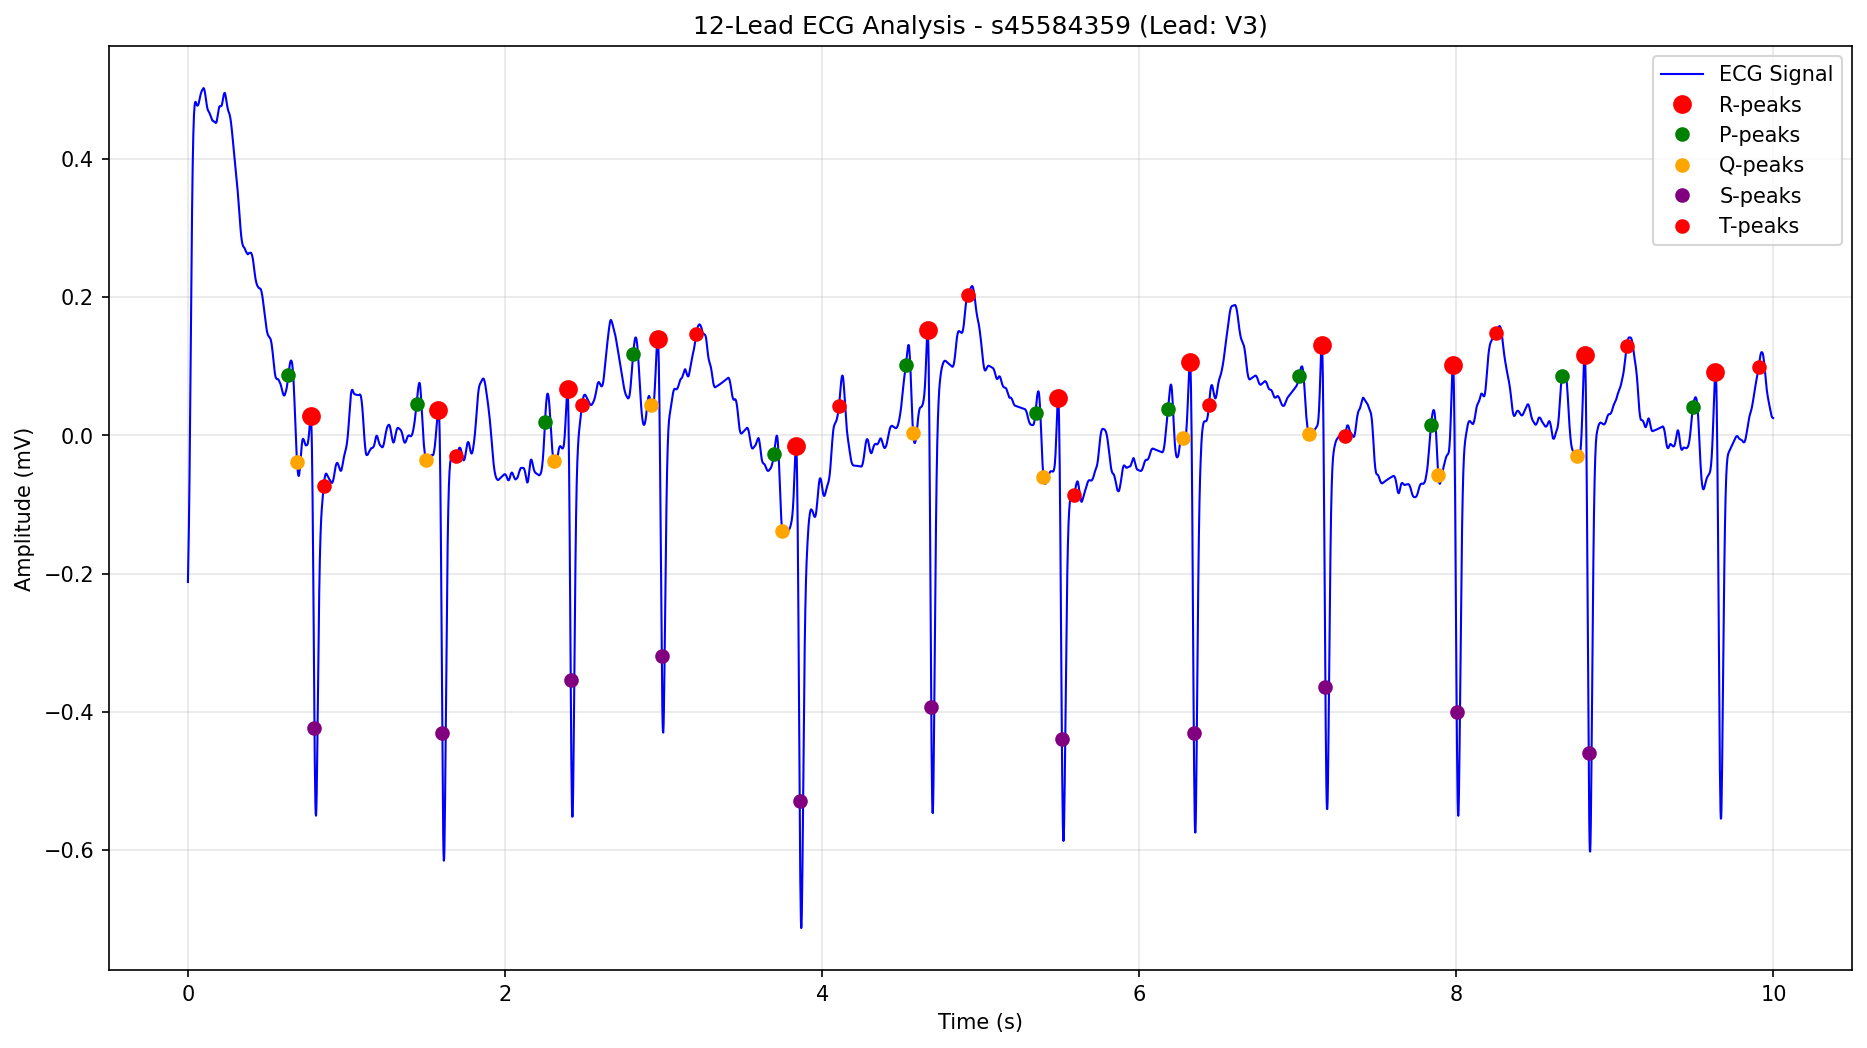 12-Lead ECG Analysis - s45584359 (Lead: V3)
ECG Signal
R-peaks
P-peaks
Q-peaks
S-peaks
T-peaks
Amplitude (mV)
0.4
0.2
0.0
−0.2
−0.4
−0.6
0 2 4 6 8 10
Time (s)